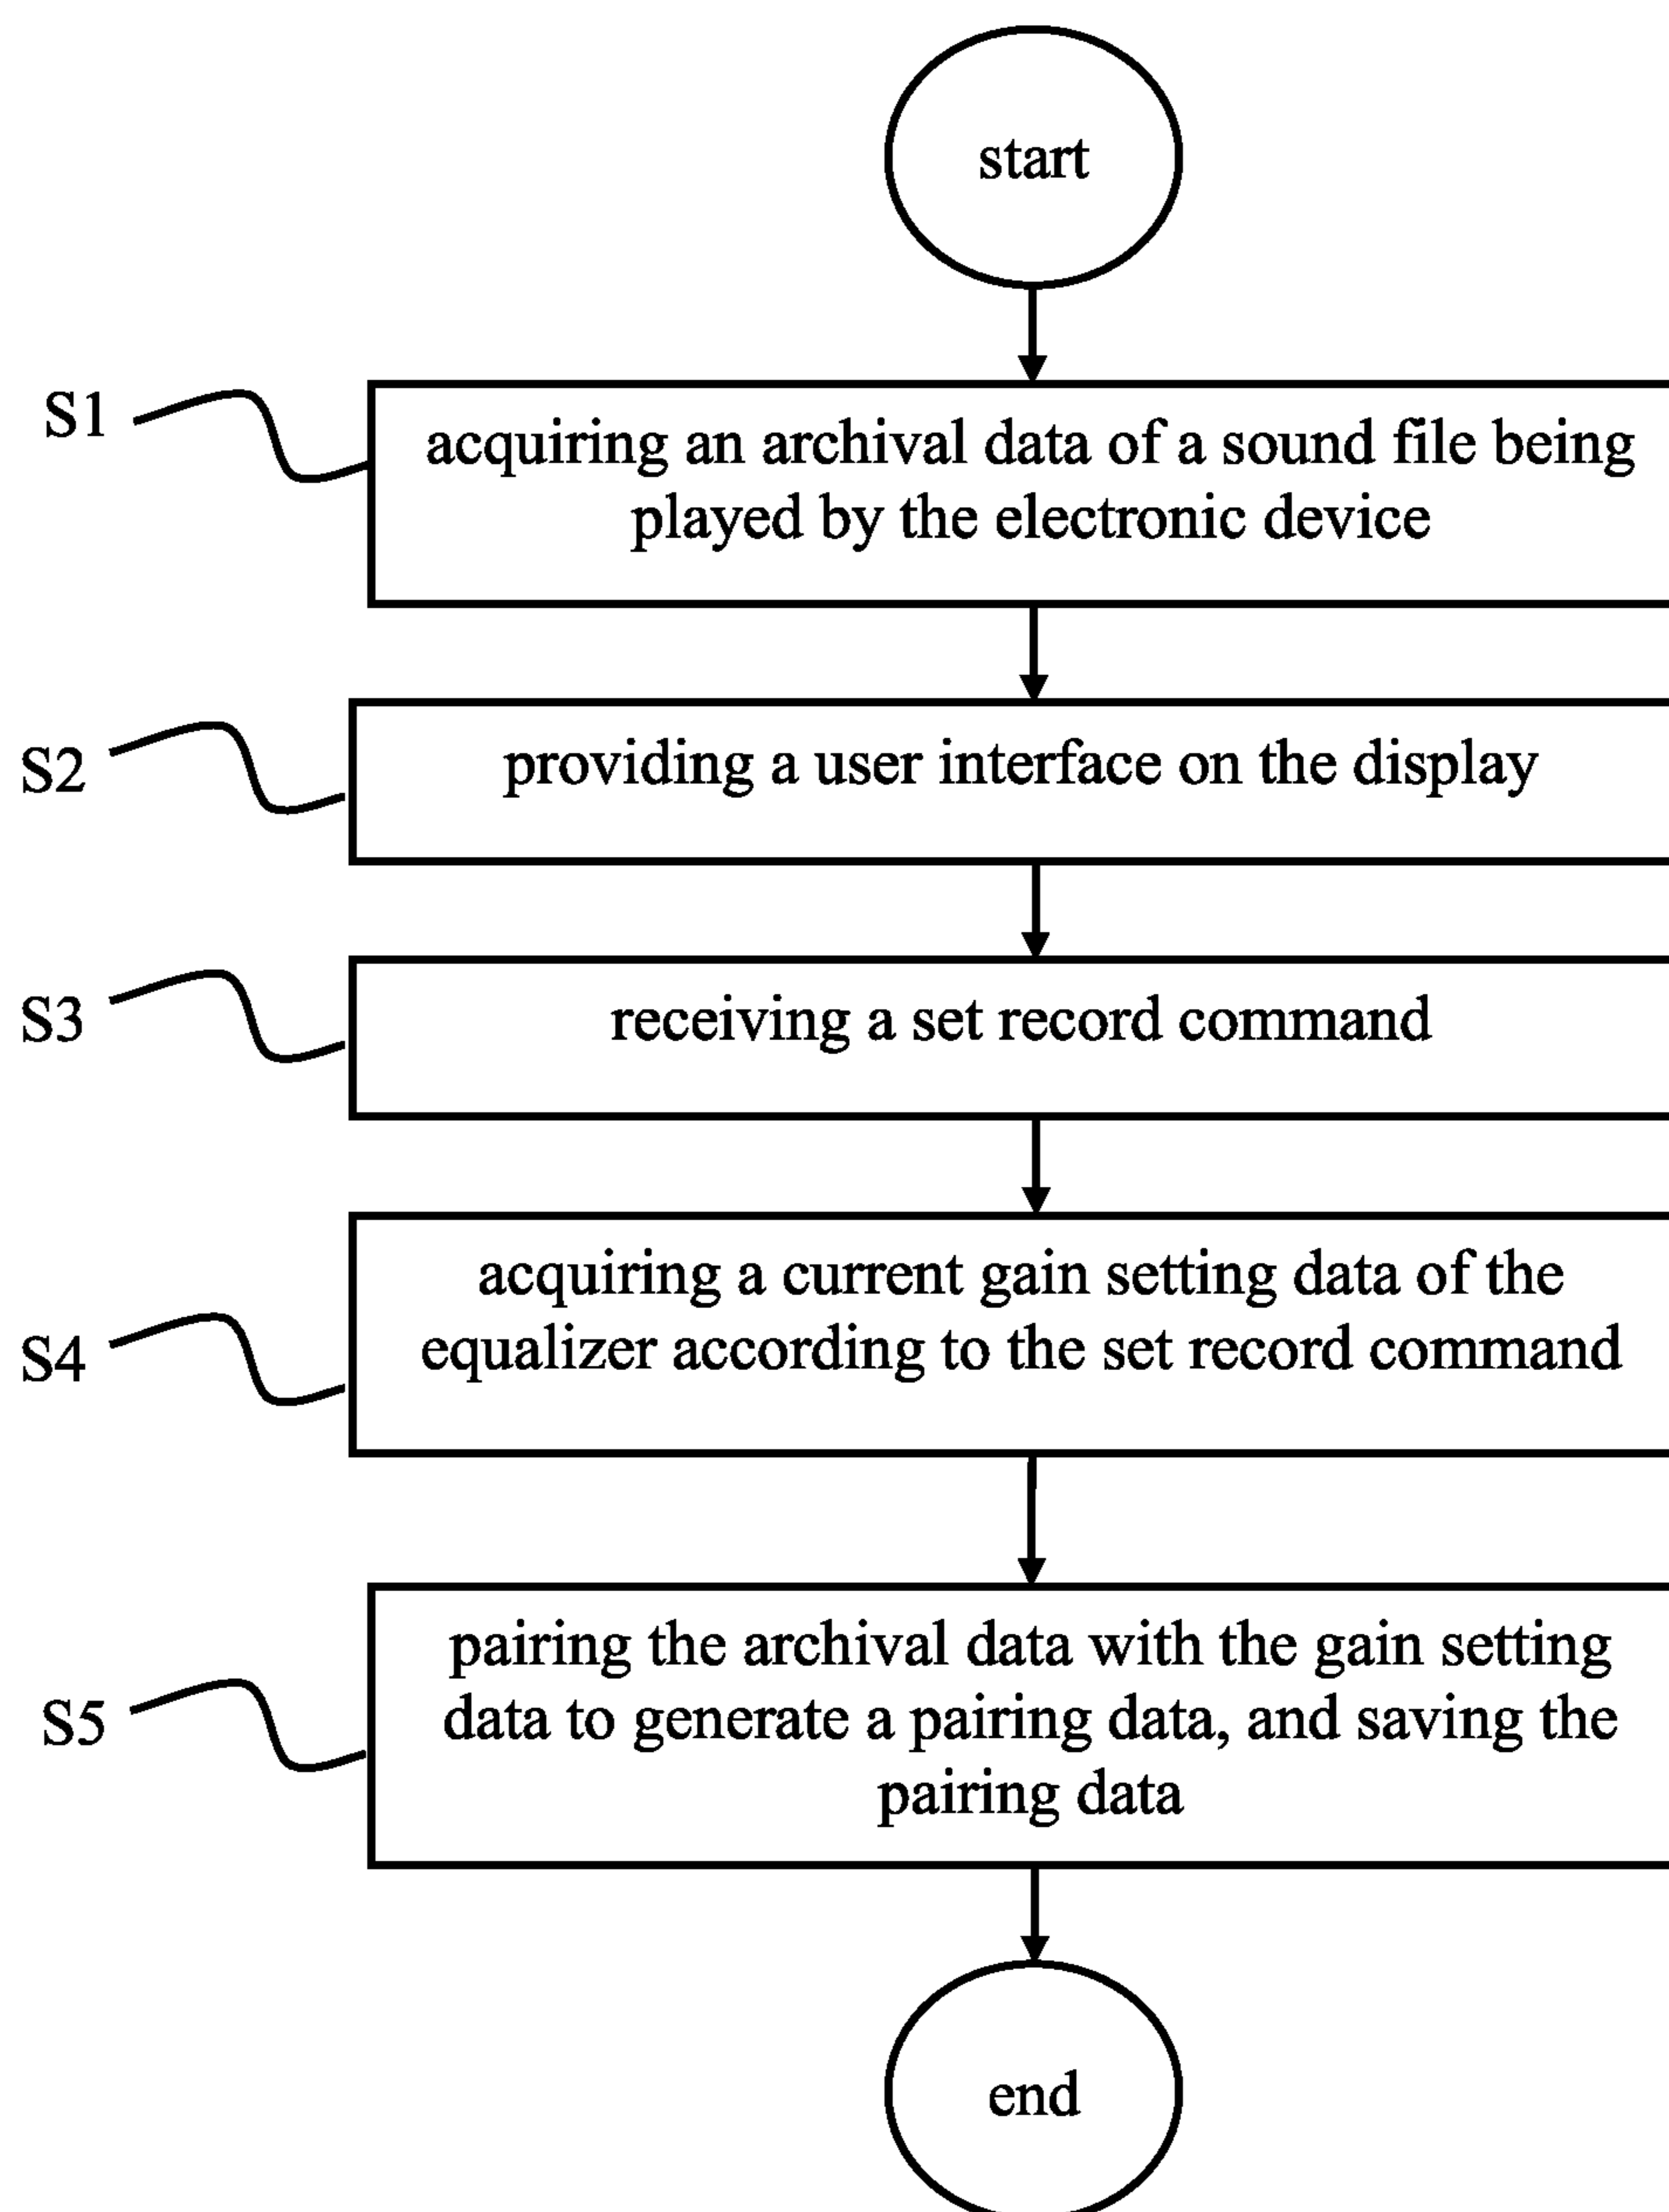 start
S1
acquiring an archival data of a sound file being
played by the electronic device
S2
providing a user interface on the display
S3
receiving a set record command
S4
acquiring a current gain setting data of the
equalizer according to the set record command
S5
pairing the archival data with the gain setting
data to generate a pairing data, and saving the
pairing data
end